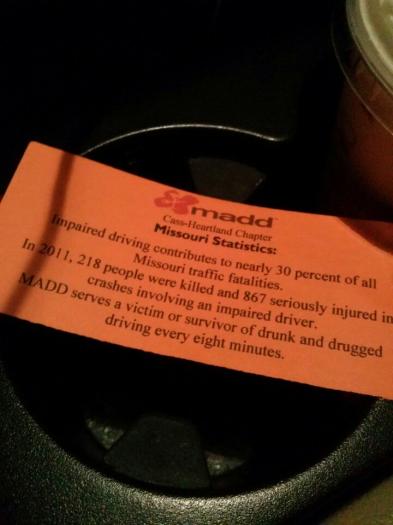 madd
Cass-Heartland Chapter
Missouri Statistics:
Impaired driving contributes to nearly 30 percent of all
Missouri traffic fatalities.
In 2011, 218 people were killed and 867 seriously injured in
crashes involving an impaired driver.
MADD serves a victim or survivor of drunk and drugged
driving every eight minutes.